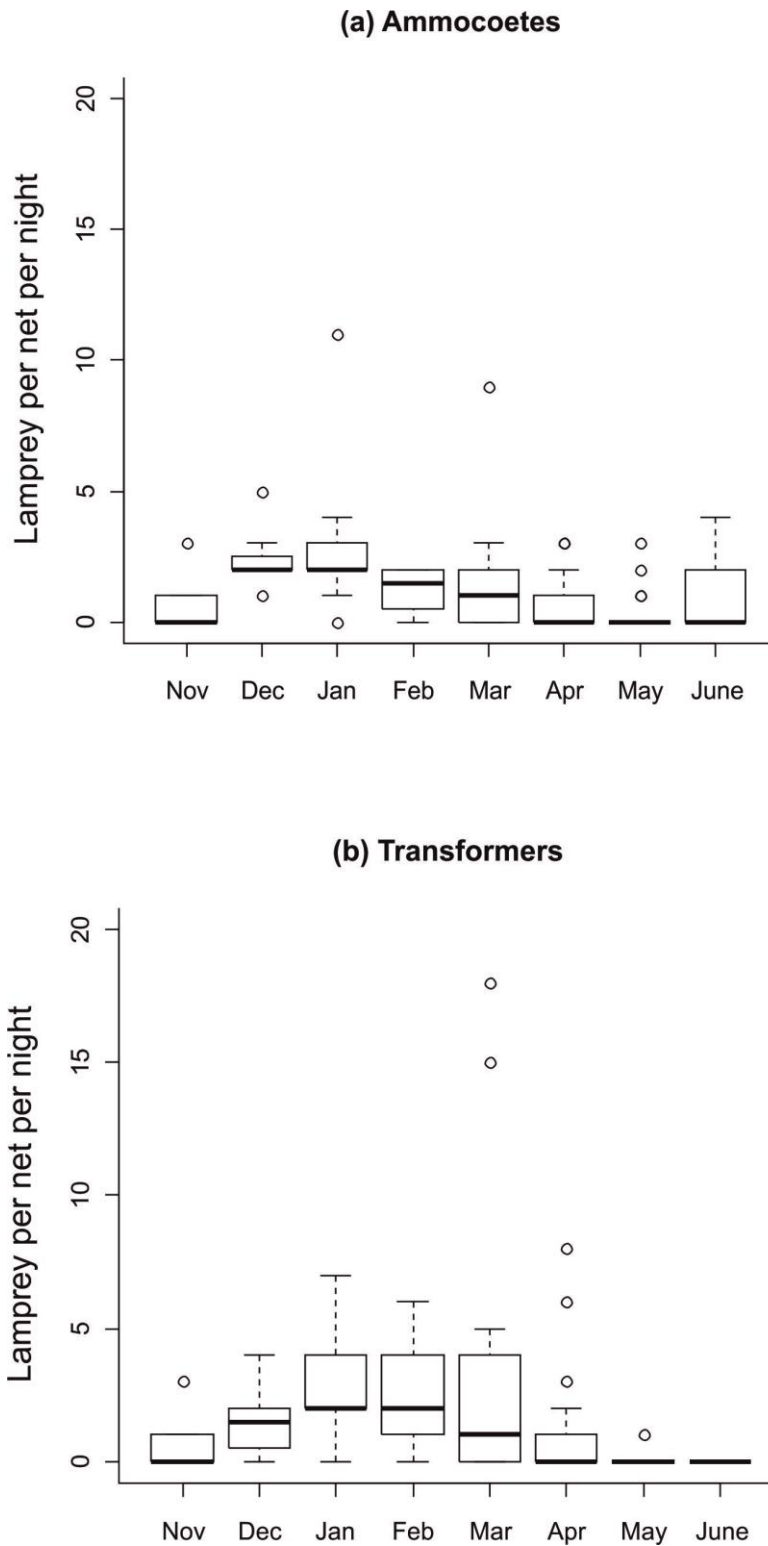 (a) Ammocoetes
Lamprey per net per night
20
15
10
5
0
Nov Dec Jan Feb Mar Apr May June
(b) Transformers
Lamprey per net per night
20
15
10
5
0
Nov Dec Jan Feb Mar Apr May June